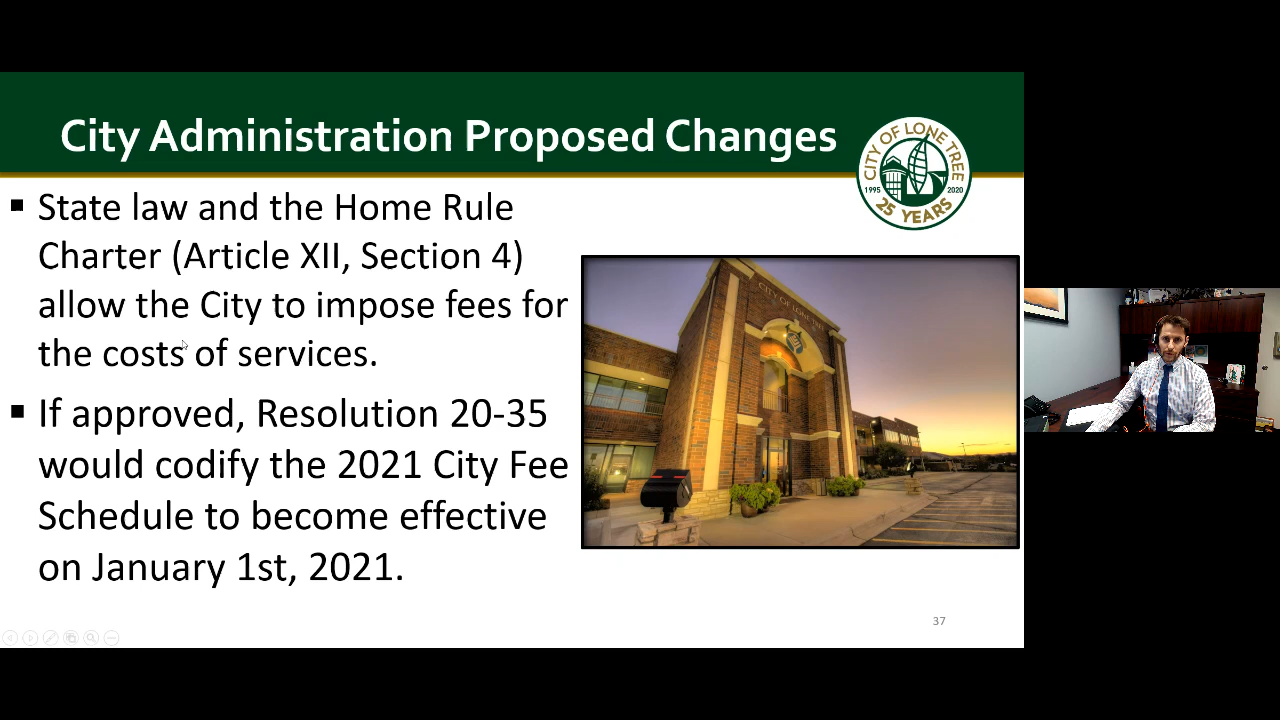 City Administration Proposed Changes
CITY OF LONE TREE
1995
2020
25 YEARS
▪ State law and the Home Rule
Charter (Article XII, Section 4)
allow the City to impose fees for
the costs of services.
▪ If approved, Resolution 20-35
would codify the 2021 City Fee
Schedule to become effective
on January 1st, 2021.
CITY OF LONE TREE
37